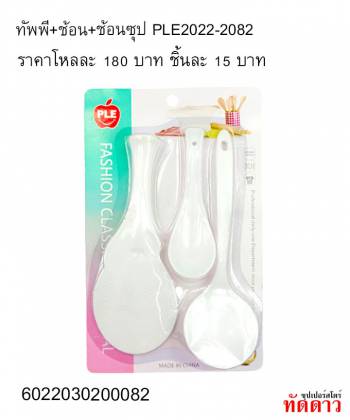 ทัพพี+ช้อน+ช้อนซุป PLE2022-2082
ราคาโหลละ 180 บาท ชิ้นละ 15 บาท
PLE
FASHION CLASSIC
MADE IN CHINA
6022030200082
ซุปเปอร์สโตร์
ทัดดาว